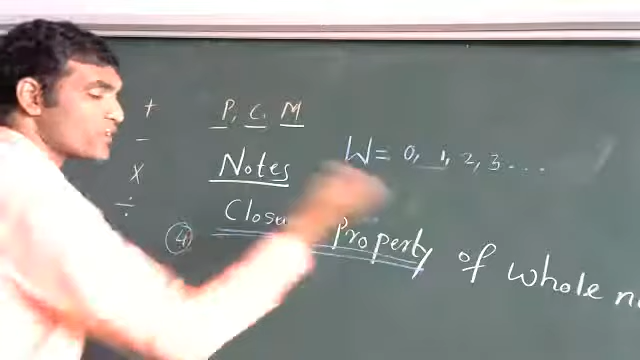 + P, C, M
−
W = 0, 1, 2, 3 ...
× Notes
÷
④ Property of whole